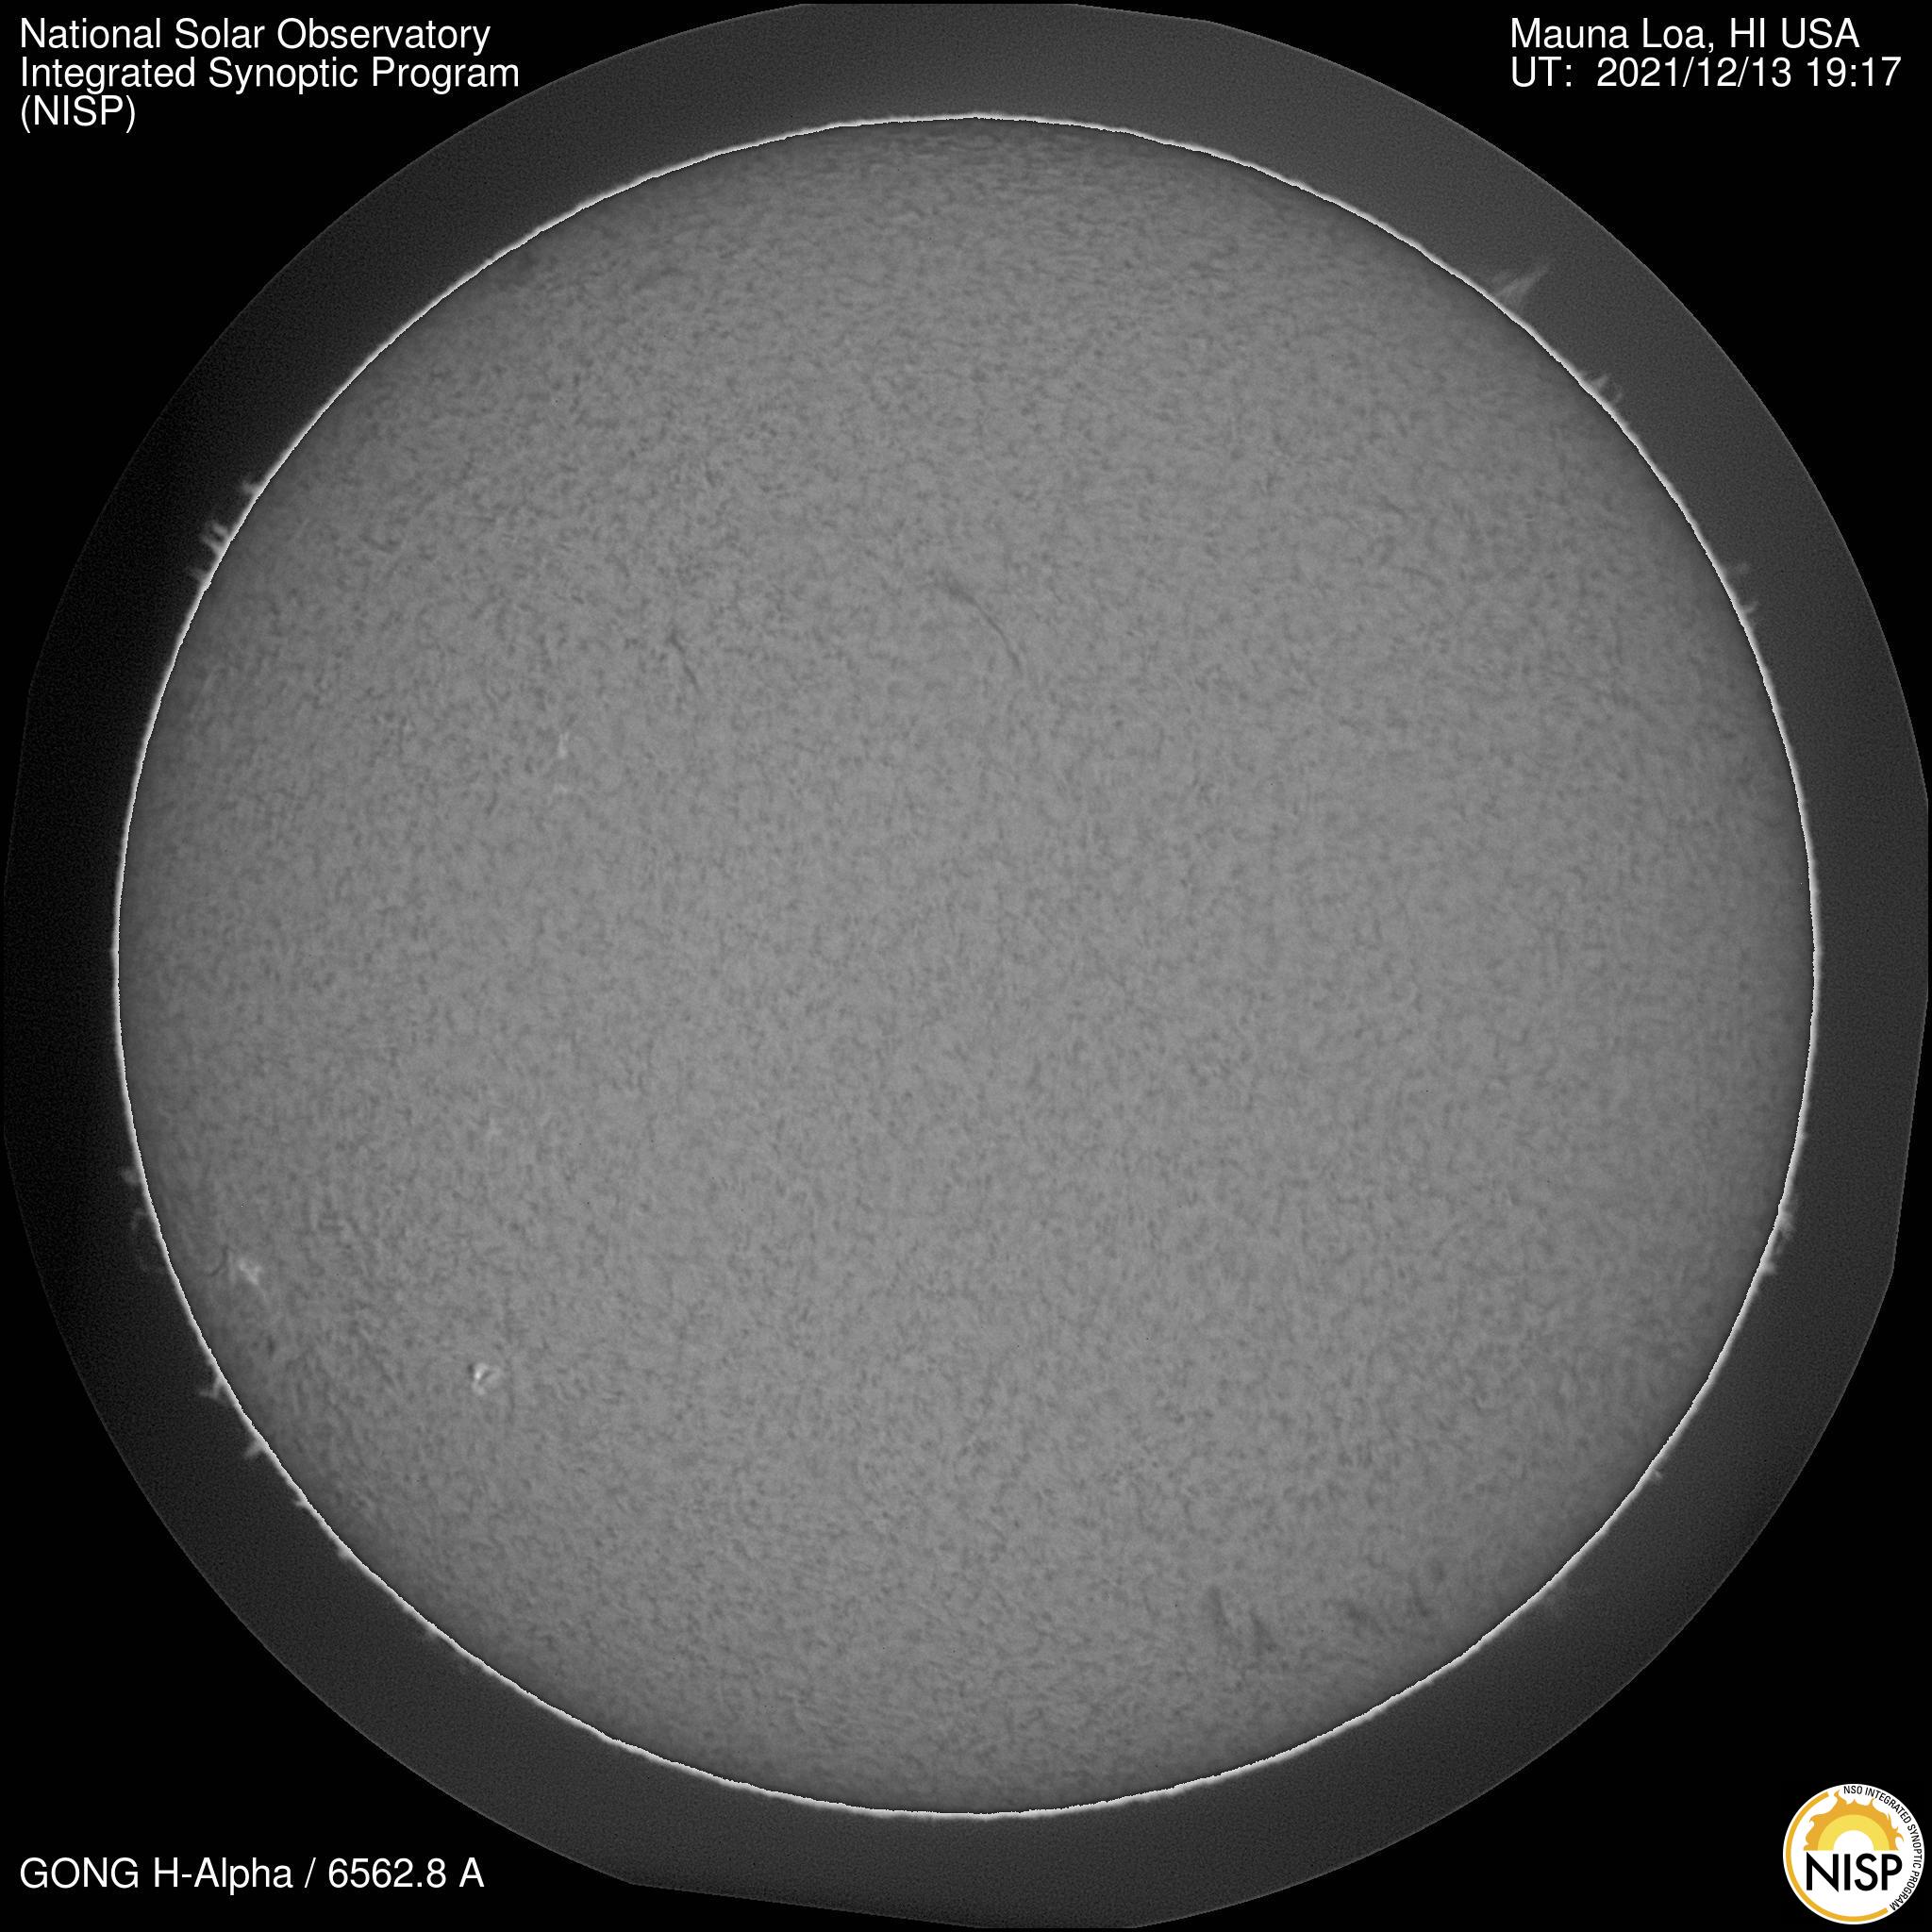 National Solar Observatory
Integrated Synoptic Program
(NISP)
Mauna Loa, HI USA
UT: 2021/12/13 19:17
GONG H-Alpha / 6562.8 A
NSO INTEGRATED SYNOPTIC PROGRAM
NISP